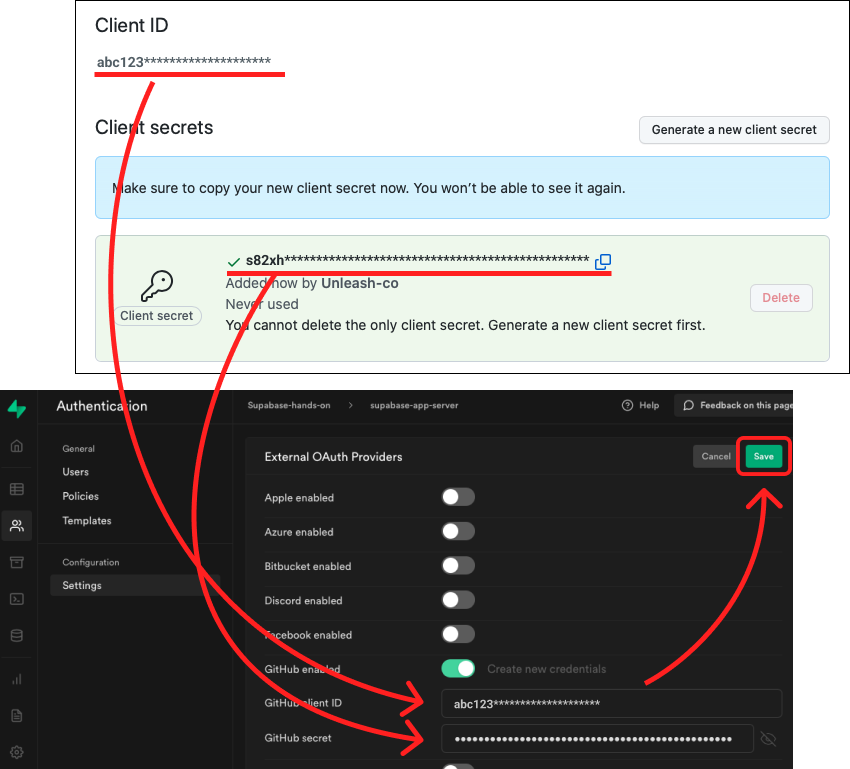 Client ID
abc123********************
Client secrets
Generate a new client secret
Make sure to copy your new client secret now. You won't be able to see it again.
s82xh************************************************
Added now by Unleash-co
Never used
You cannot delete the only client secret. Generate a new client secret first.
Client secret
Delete
Authentication
General
Users
Policies
Templates
Configuration
Settings
Supabase-hands-on > supabase-app-server
Help
Feedback on this page
External OAuth Providers
Cancel
Save
Apple enabled
Azure enabled
Bitbucket enabled
Discord enabled
Facebook enabled
GitHub enabled
Create new credentials
GitHub client ID
abc123********************
GitHub secret
••••••••••••••••••••••••••••••••••••••••••••••••